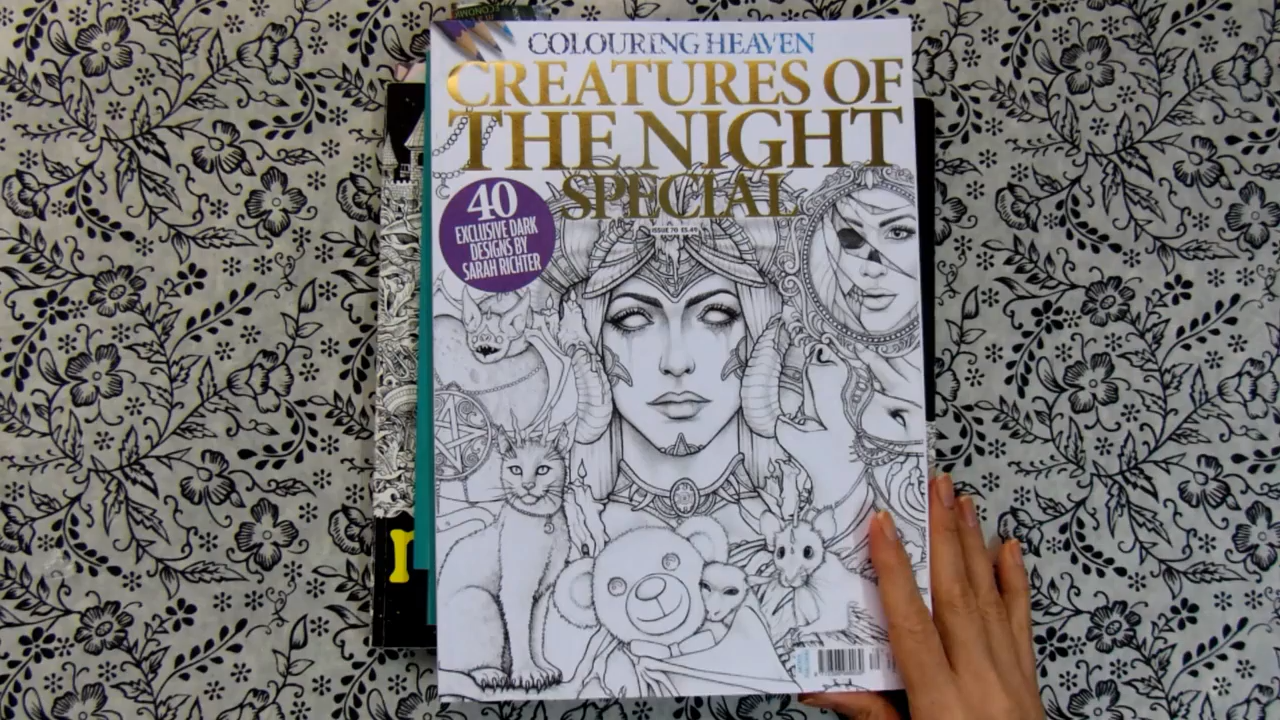 COLOURING HEAVEN
CREATURES OF
THE NIGHT
SPECIAL
ISSUE 70 £5.49
40
EXCLUSIVE DARK
DESIGNS BY
SARAH RICHTER